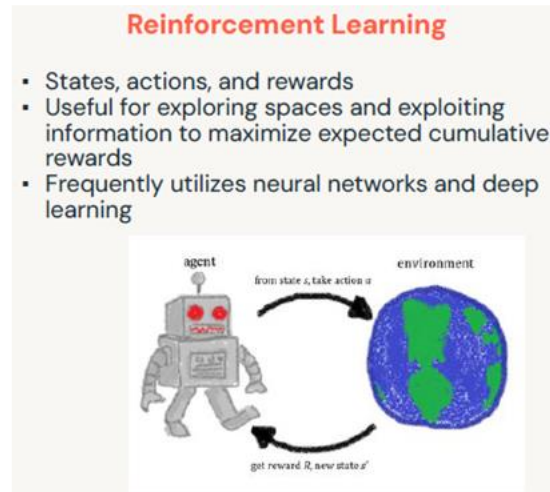 Reinforcement Learning
▪ States, actions, and rewards
▪ Useful for exploring spaces and exploiting
information to maximize expected cumulative
rewards
▪ Frequently utilizes neural networks and deep
learning
agent
environment
from state s, take action a
get reward R, new state s'